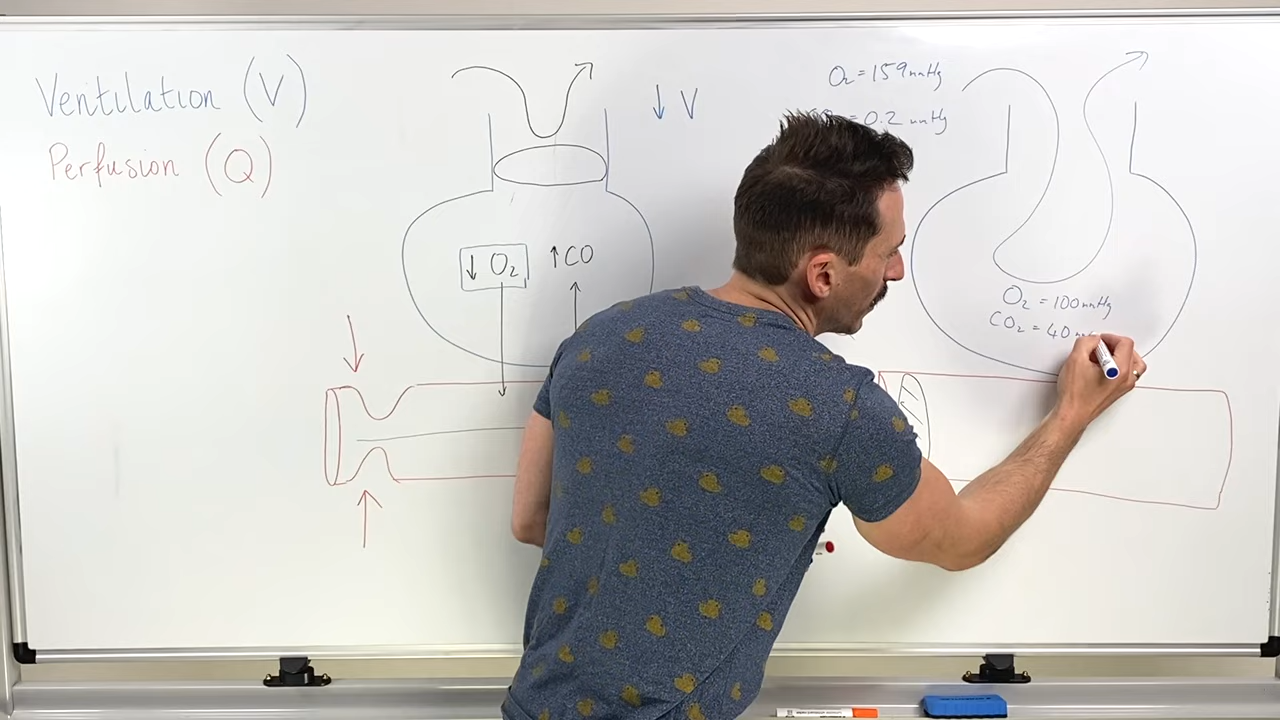 Ventilation (V)
Perfusion (Q)
↓ V
↓ O₂
↑ CO
O₂ = 159 mmHg
= 0.2 mmHg
O₂ = 100 mmHg
CO₂ = 40